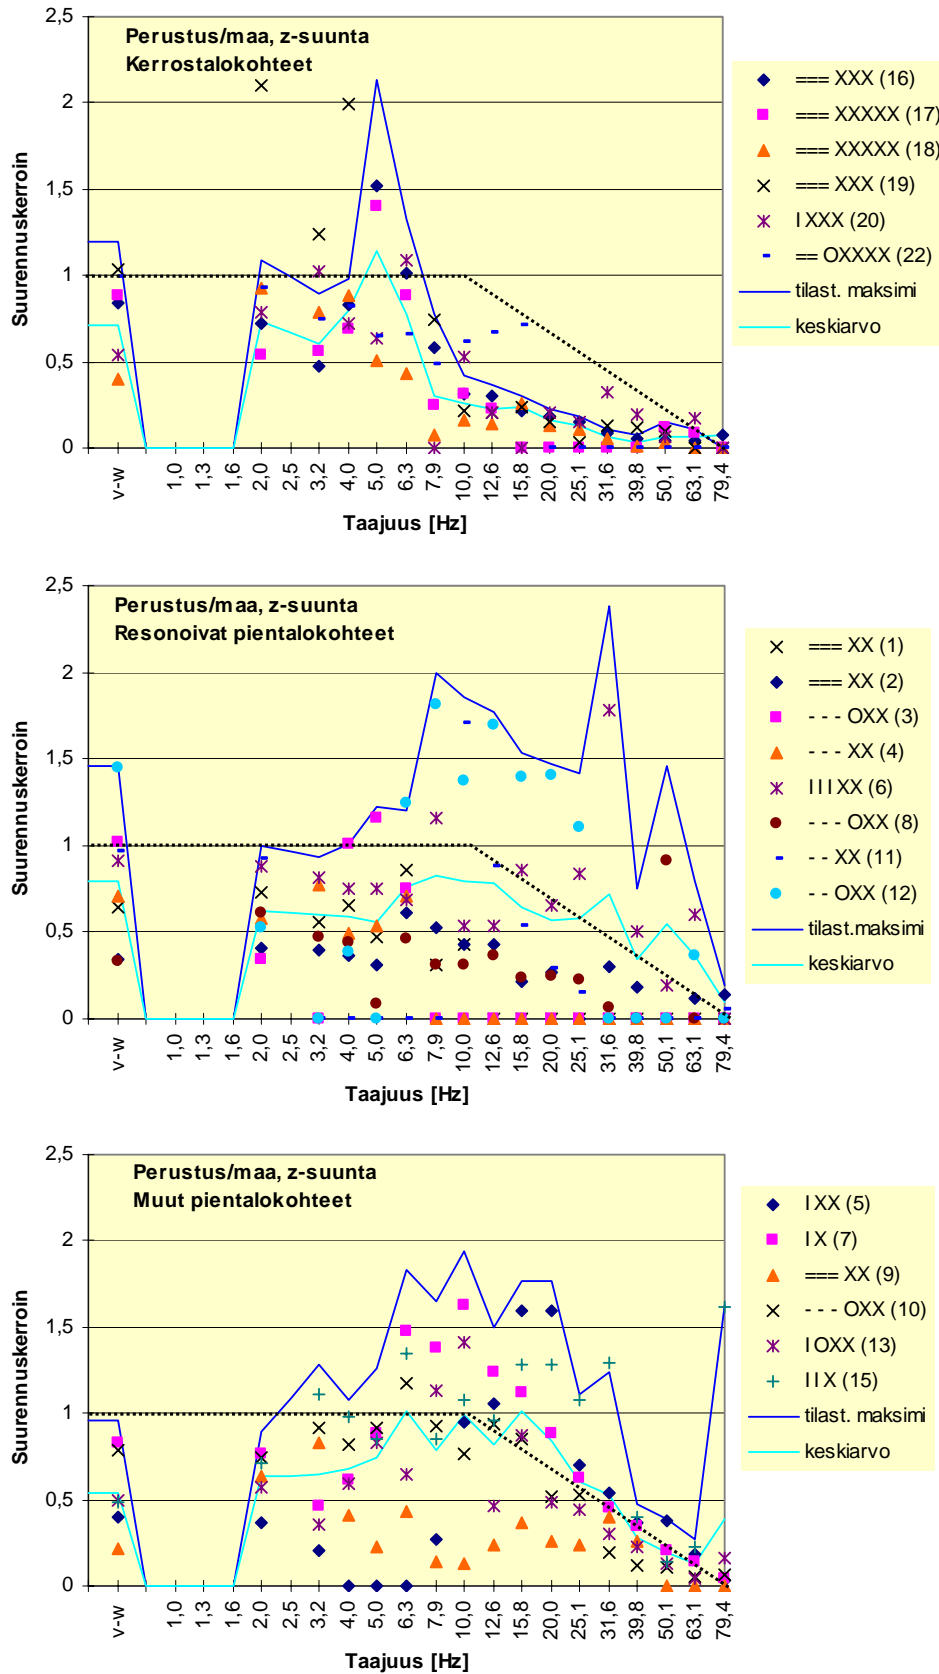 Perustus/maa, z-suunta
Kerrostalokohteet
Suurennuskerroin
2,5
2
1,5
1
0,5
0
v-w
1,0
1,3
1,6
2,0
2,5
3,2
4,0
5,0
6,3
7,9
10,0
12,6
15,8
20,0
25,1
31,6
39,8
50,1
63,1
79,4
Taajuus [Hz]
=== XXX (16)
=== XXXXX (17)
=== XXXXX (18)
=== XXX (19)
I XXX (20)
== OXXXX (22)
tilast. maksimi
keskiarvo
Perustus/maa, z-suunta
Resonoivat pientalokohteet
Suurennuskerroin
2,5
2
1,5
1
0,5
0
v-w
1,0
1,3
1,6
2,0
2,5
3,2
4,0
5,0
6,3
7,9
10,0
12,6
15,8
20,0
25,1
31,6
39,8
50,1
63,1
79,4
Taajuus [Hz]
=== XX (1)
=== XX (2)
- - - OXX (3)
- - - XX (4)
I I I XX (6)
- - - OXX (8)
- - XX (11)
- - OXX (12)
tilast.maksimi
keskiarvo
Perustus/maa, z-suunta
Muut pientalokohteet
Suurennuskerroin
2,5
2
1,5
1
0,5
0
v-w
1,0
1,3
1,6
2,0
2,5
3,2
4,0
5,0
6,3
7,9
10,0
12,6
15,8
20,0
25,1
31,6
39,8
50,1
63,1
79,4
Taajuus [Hz]
I XX (5)
I X (7)
=== XX (9)
- - - OXX (10)
I OXX (13)
I I X (15)
tilast. maksimi
keskiarvo